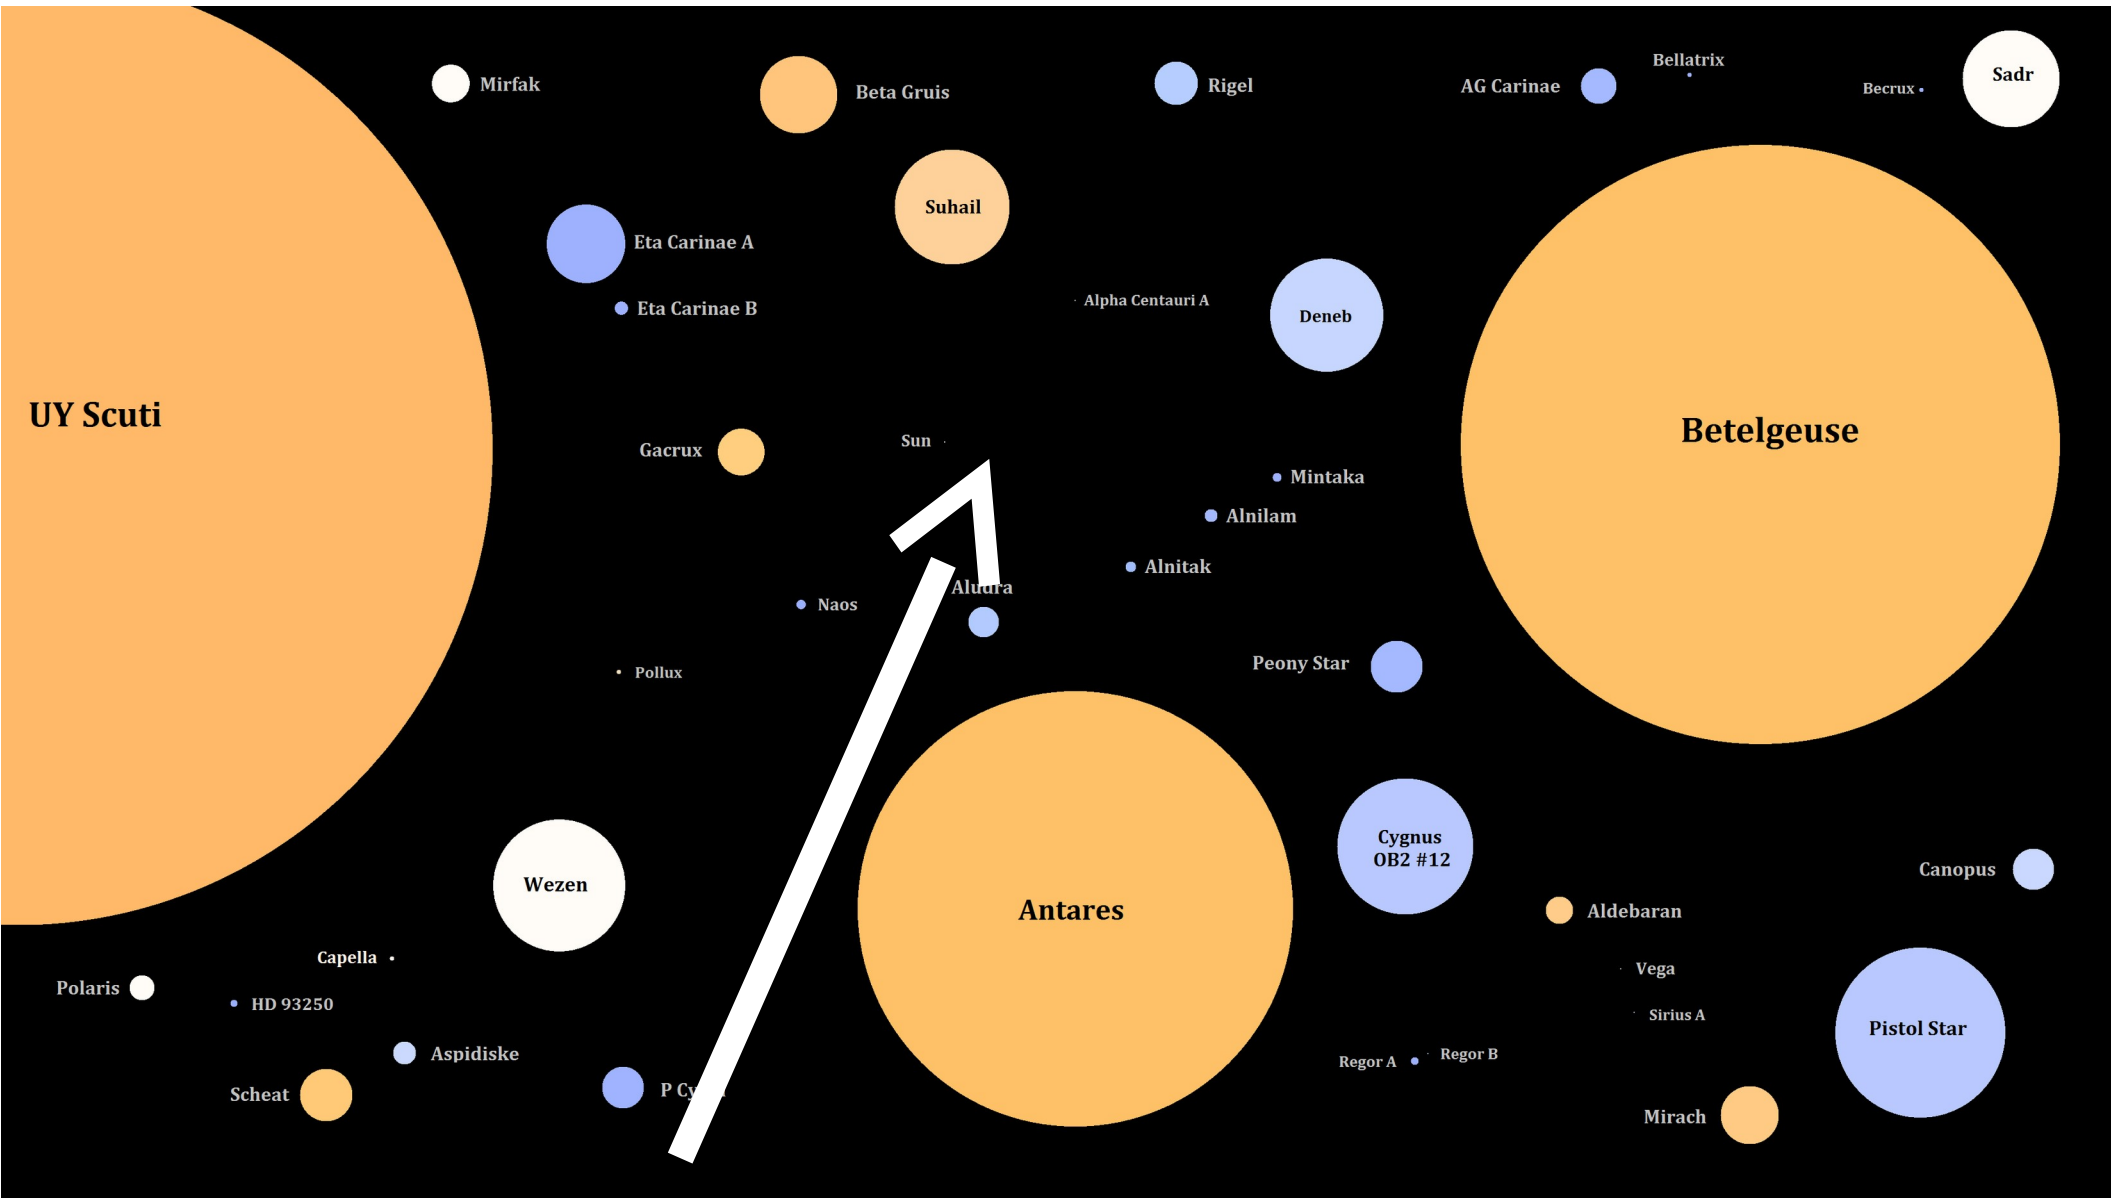 Mirfak
Beta Gruis
Rigel
AG Carinae
Bellatrix
Becrux
Sadr
Suhail
Eta Carinae A
Eta Carinae B
Alpha Centauri A
Deneb
UY Scuti
Betelgeuse
Gacrux
Sun
Mintaka
Alnilam
Alnitak
Aludra
Naos
Pollux
Peony Star
Cygnus
OB2 #12
Canopus
Wezen
Antares
Aldebaran
Capella
Vega
Polaris
HD 93250
Sirius A
Pistol Star
Aspidiske
Regor A
Regor B
Scheat
P
Mirach